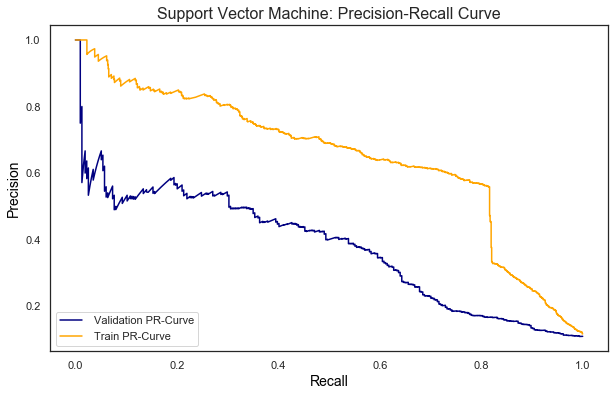 Support Vector Machine: Precision-Recall Curve
1.0
0.8
0.6
0.4
0.2
Precision
Validation PR-Curve
Train PR-Curve
0.0 0.2 0.4 0.6 0.8 1.0
Recall